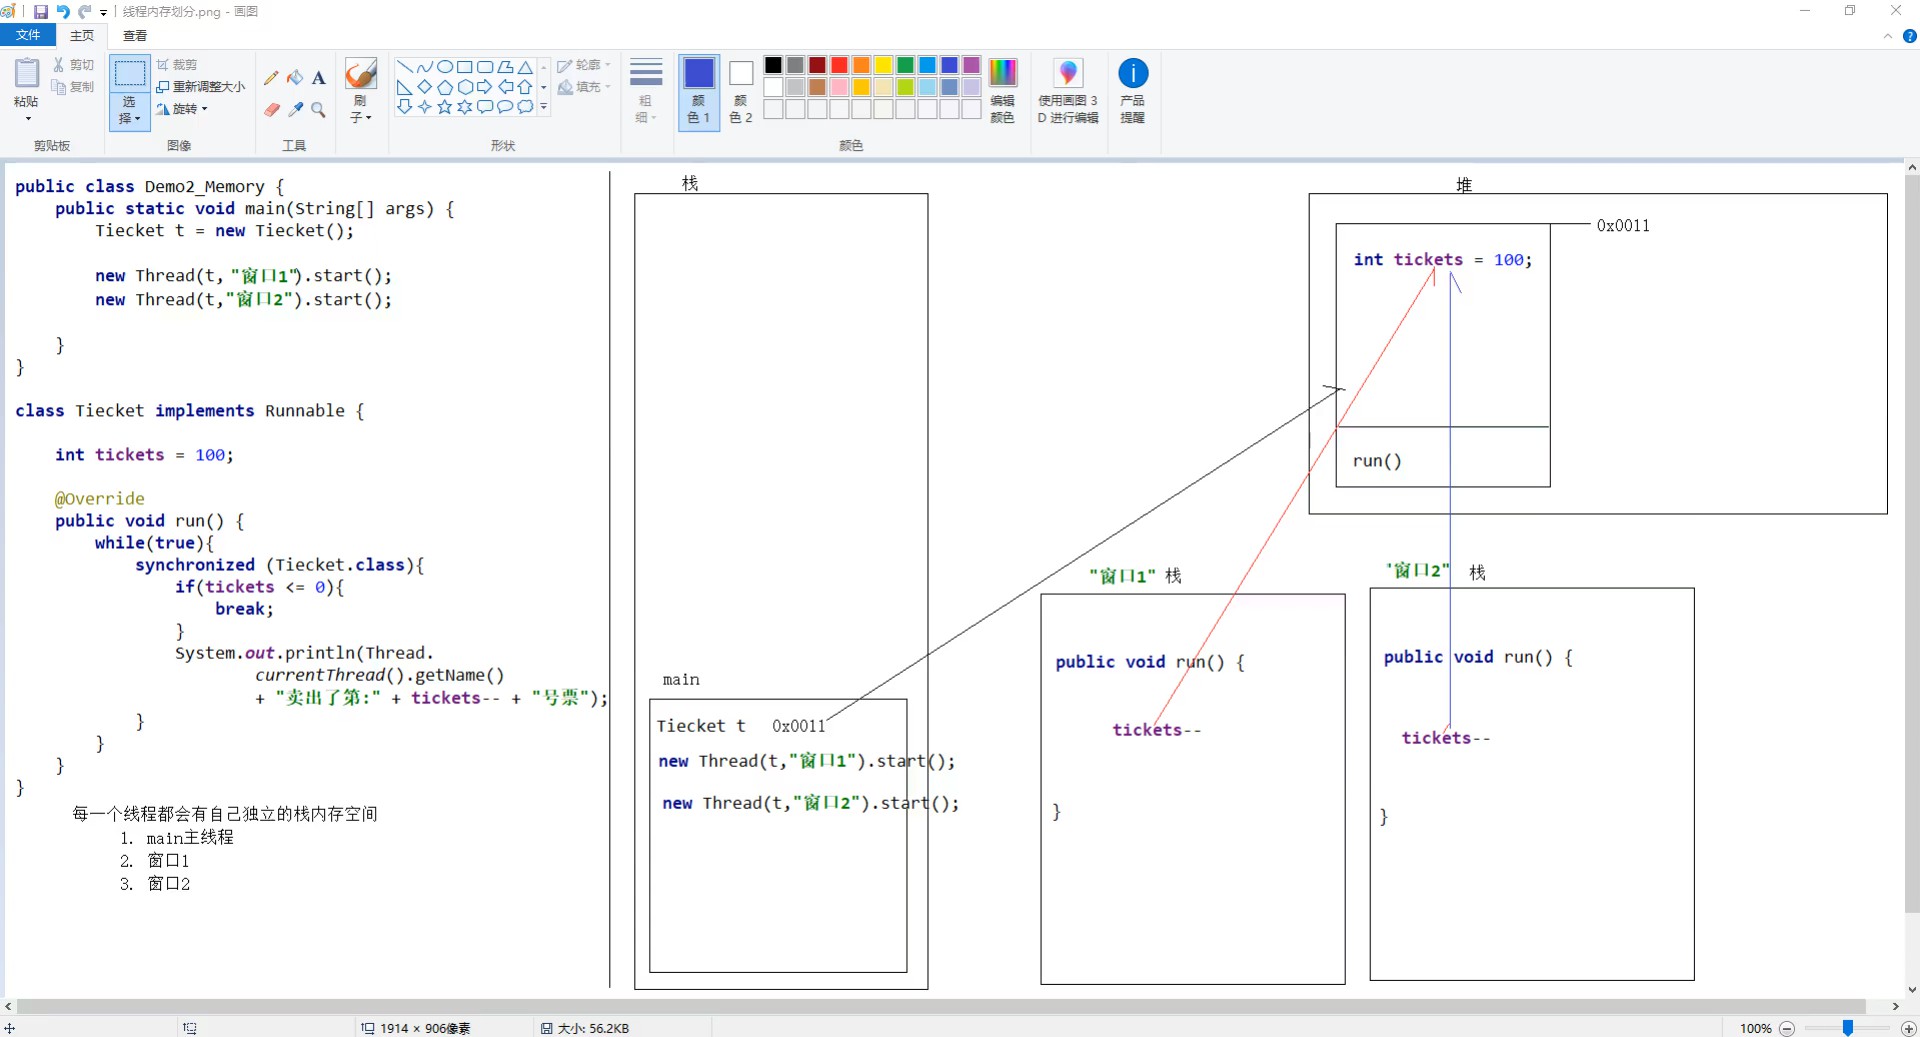 线程内存划分.png - 画图
文件
主页
查看
粘贴
剪切
复制
剪贴板
选择
裁剪
重新调整大小
旋转
图像
A
工具
刷子
形状
轮廓
填充
粗细
颜色 1
颜色 2
颜色
编辑颜色
使用画图 3D 进行编辑
产品提醒
public class Demo2_Memory {
public static void main(String[] args) {
Tiecket t = new Tiecket();
new Thread(t, "窗口1").start();
new Thread(t,"窗口2").start();
}
}
class Tiecket implements Runnable {
int tickets = 100;
@Override
public void run() {
while(true){
synchronized (Tiecket.class){
if(tickets <= 0){
break;
}
System.out.println(Thread.
currentThread().getName()
+ "卖出了第:" + tickets-- + "号票");
}
}
}
}
每一个线程都会有自己独立的栈内存空间
1. main主线程
2. 窗口1
3. 窗口2
栈
main
Tiecket t 0x0011
new Thread(t,"窗口1").start();
new Thread(t,"窗口2").start();
堆
0x0011
int tickets = 100;
run()
"窗口1" 栈
public void run() {
tickets--
}
"窗口2" 栈
public void run() {
tickets--
}
1914 × 906像素
大小: 56.2KB
100%